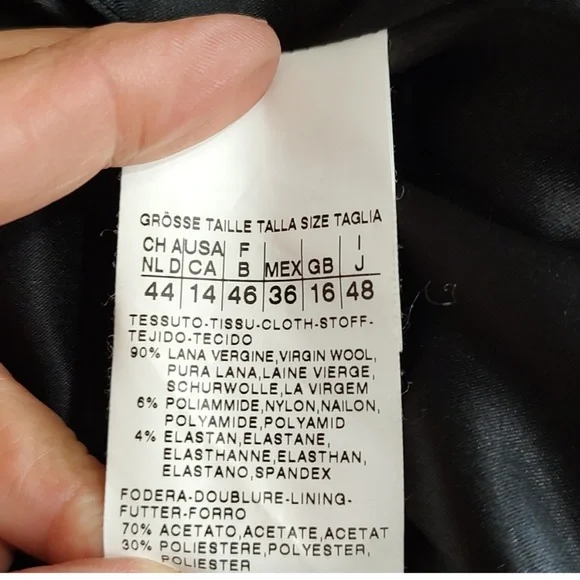 GRÖSSE TAILLE TALLA SIZE TAGLIA
CH A USA F I
NL D CA B MEX GB J
44 14 46 36 16 48
TESSUTO-TISSU-CLOTH-STOFF-
TEJIDO-TECIDO
90% LANA VERGINE,VIRGIN WOOL,
PURA LANA,LAINE VIERGE,
SCHURWOLLE,LA VIRGEM
6% POLIAMMIDE,NYLON,NAILON,
POLYAMIDE,POLYAMID
4% ELASTAN,ELASTANE,
ELASTHANNE,ELASTHAN,
ELASTANO,SPANDEX
FODERA-DOUBLURE-LINING-
FUTTER-FORRO
70% ACETATO,ACETATE,ACETAT
30% POLIESTERE,POLYESTER,
POLIESTER